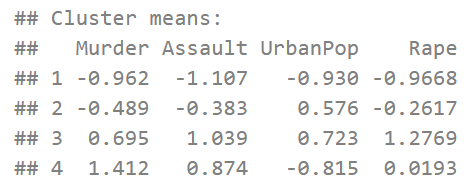 ## Cluster means:
##   Murder Assault UrbanPop    Rape
## 1 -0.962  -1.107   -0.930 -0.9668
## 2 -0.489  -0.383    0.576 -0.2617
## 3  0.695   1.039    0.723  1.2769
## 4  1.412   0.874   -0.815  0.0193